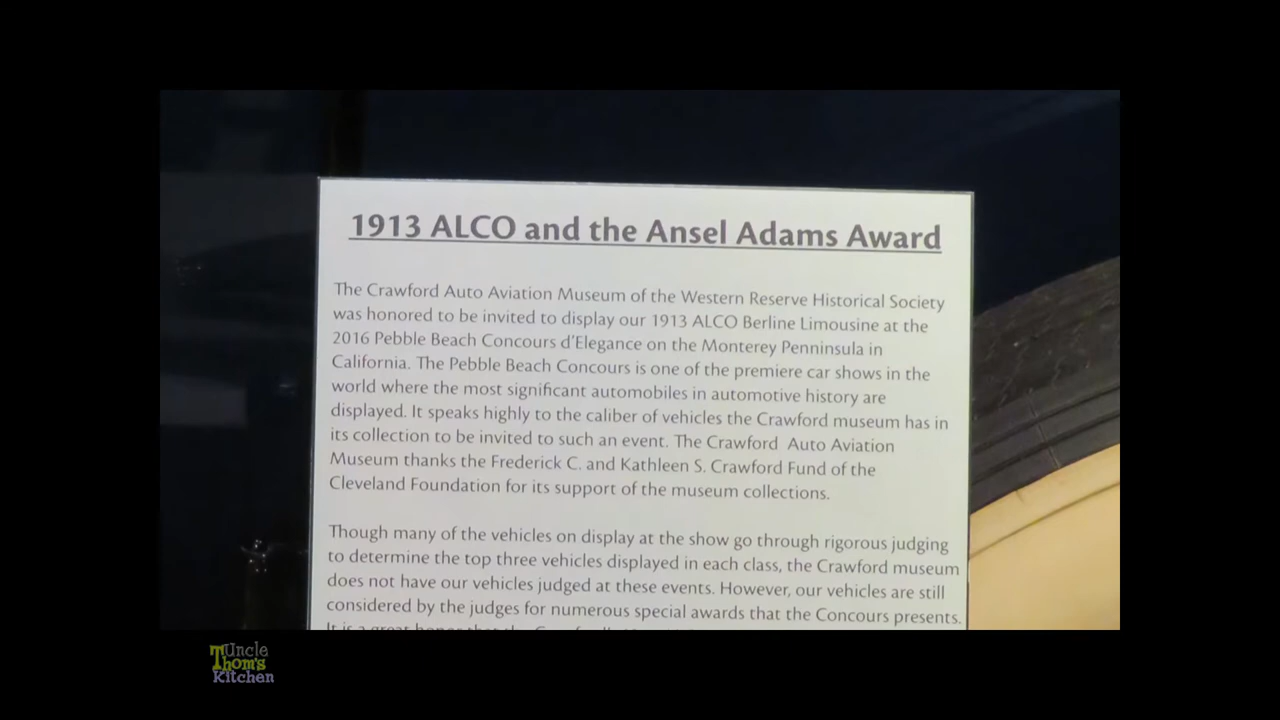 1913 ALCO and the Ansel Adams Award
The Crawford Auto Aviation Museum of the Western Reserve Historical Society
was honored to be invited to display our 1913 ALCO Berline Limousine at the
2016 Pebble Beach Concours d'Elegance on the Monterey Penninsula in
California. The Pebble Beach Concours is one of the premiere car shows in the
world where the most significant automobiles in automotive history are
displayed. It speaks highly to the caliber of vehicles the Crawford museum has in
its collection to be invited to such an event. The Crawford Auto Aviation
Museum thanks the Frederick C. and Kathleen S. Crawford Fund of the
Cleveland Foundation for its support of the museum collections.
Though many of the vehicles on display at the show go through rigorous judging
to determine the top three vehicles displayed in each class, the Crawford museum
does not have our vehicles judged at these events. However, our vehicles are still
considered by the judges for numerous special awards that the Concours presents.
It is a great honor that the
Uncle
Thom's
Kitchen